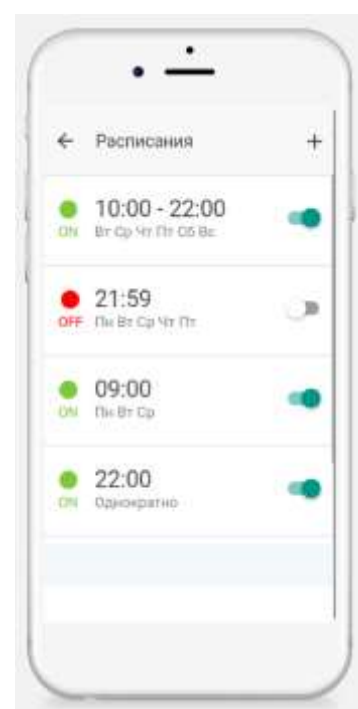 Расписания
10:00 - 22:00
ON
Вт Ср Чт Пт Сб Вс
21:59
OFF
Пн Вт Ср Чт Пт
09:00
ON
Пн Вт Ср
22:00
ON
Однократно